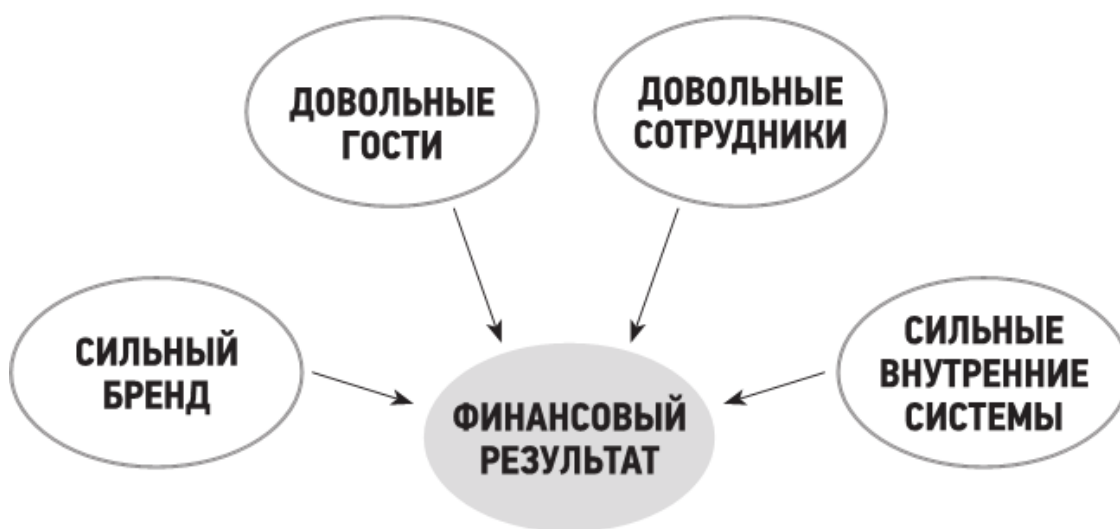 ДОВОЛЬНЫЕ
ГОСТИ
ДОВОЛЬНЫЕ
СОТРУДНИКИ
СИЛЬНЫЙ
БРЕНД
СИЛЬНЫЕ
ВНУТРЕННИЕ
СИСТЕМЫ
ФИНАНСОВЫЙ
РЕЗУЛЬТАТ